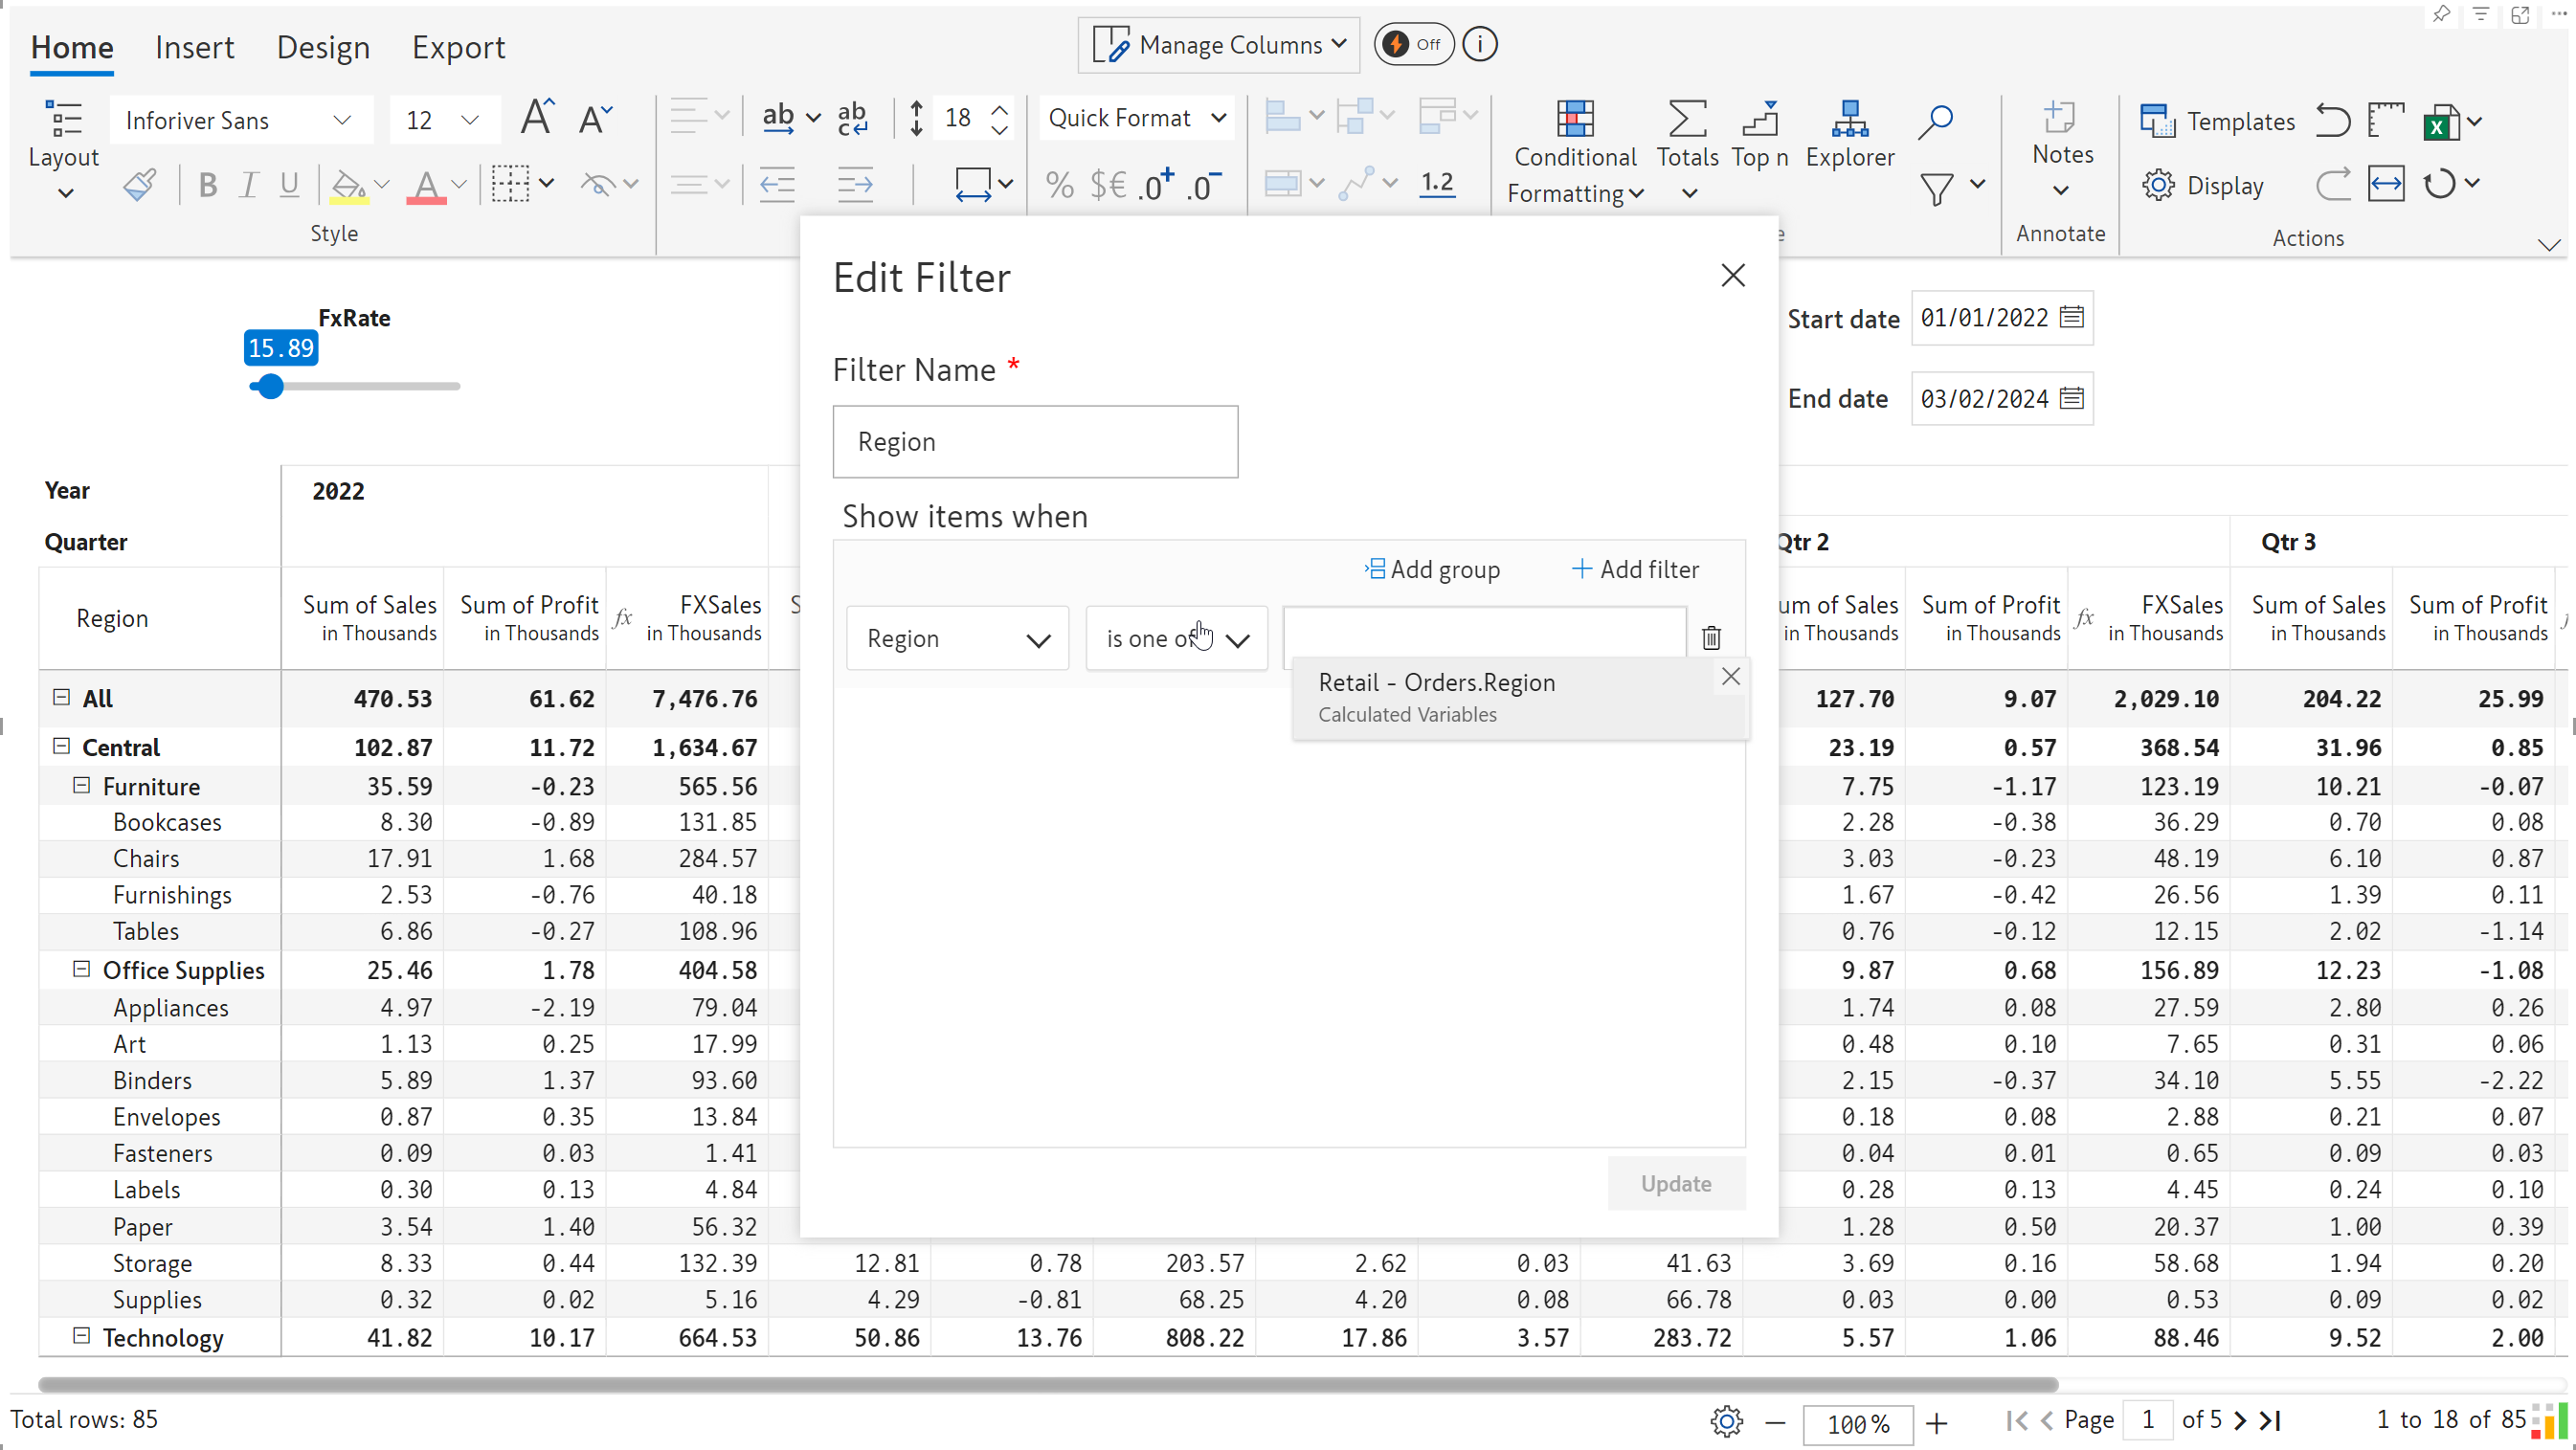 Home Insert Design Export Manage Columns Off i
Inforiver Sans 12 18 Quick Format
Layout
Conditional Formatting Totals Top n Explorer Notes Templates Display
Style Annotate Actions
FxRate
15.89
Start date 01/01/2022
End date 03/02/2024
Edit Filter
Filter Name *
Region
Show items when
Add group Add filter
Region is one of
Retail - Orders.Region
Calculated Variables
Update
Year 2022
Quarter Qtr 2 Qtr 3
Region Sum of Sales Sum of Profit fx FXSales um of Sales Sum of Profit fx FXSales Sum of Sales Sum of Profit
in Thousands in Thousands in Thousands in Thousands in Thousands in Thousands in Thousands in Thousands
All 470.53 61.62 7,476.76 127.70 9.07 2,029.10 204.22 25.99
Central 102.87 11.72 1,634.67 23.19 0.57 368.54 31.96 0.85
Furniture 35.59 -0.23 565.56 7.75 -1.17 123.19 10.21 -0.07
Bookcases 8.30 -0.89 131.85 2.28 -0.38 36.29 0.70 0.08
Chairs 17.91 1.68 284.57 3.03 -0.23 48.19 6.10 0.87
Furnishings 2.53 -0.76 40.18 1.67 -0.42 26.56 1.39 0.11
Tables 6.86 -0.27 108.96 0.76 -0.12 12.15 2.02 -1.14
Office Supplies 25.46 1.78 404.58 9.87 0.68 156.89 12.23 -1.08
Appliances 4.97 -2.19 79.04 1.74 0.08 27.59 2.80 0.26
Art 1.13 0.25 17.99 0.48 0.10 7.65 0.31 0.06
Binders 5.89 1.37 93.60 2.15 -0.37 34.10 5.55 -2.22
Envelopes 0.87 0.35 13.84 0.18 0.08 2.88 0.21 0.07
Fasteners 0.09 0.03 1.41 0.04 0.01 0.65 0.09 0.03
Labels 0.30 0.13 4.84 0.28 0.13 4.45 0.24 0.10
Paper 3.54 1.40 56.32 1.28 0.50 20.37 1.00 0.39
Storage 8.33 0.44 132.39 12.81 0.78 203.57 2.62 0.03 41.63 3.69 0.16 58.68 1.94 0.20
Supplies 0.32 0.02 5.16 4.29 -0.81 68.25 4.20 0.08 66.78 0.03 0.00 0.53 0.09 0.02
Technology 41.82 10.17 664.53 50.86 13.76 808.22 17.86 3.57 283.72 5.57 1.06 88.46 9.52 2.00
Total rows: 85 100% Page 1 of 5 1 to 18 of 85